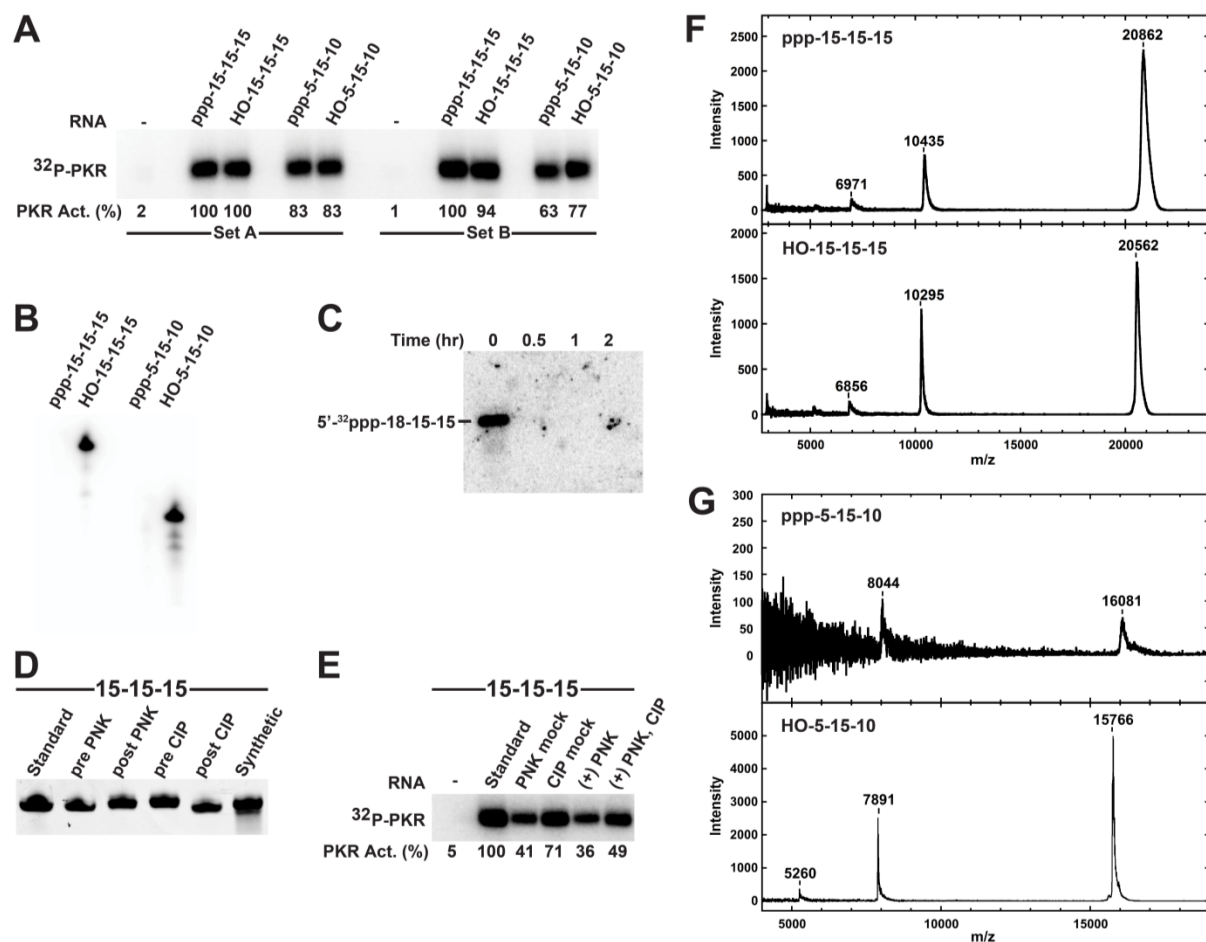 A
ppp-15-15-15
HO-15-15-15
ppp-5-15-10
HO-5-15-10
ppp-15-15-15
HO-15-15-15
ppp-5-15-10
HO-5-15-10
RNA - -
32P-PKR
PKR Act. (%) 2 100 100 83 83 1 100 94 63 77
Set A Set B
B
ppp-15-15-15
HO-15-15-15
ppp-5-15-10
HO-5-15-10
C
Time (hr) 0 0.5 1 2
5'-32ppp-18-15-15
D
15-15-15
Standard
pre PNK
post PNK
pre CIP
post CIP
Synthetic
E
15-15-15
Standard
PNK mock
CIP mock
(+) PNK
(+) PNK, CIP
RNA -
32P-PKR
PKR Act. (%) 5 100 41 71 36 49
F
ppp-15-15-15
20862
10435
6971
Intensity
2500
2000
1500
1000
500
0
HO-15-15-15
20562
10295
6856
Intensity
2000
1500
1000
500
0
5000 10000 15000 20000
m/z
G
ppp-5-15-10
8044
16081
Intensity
300
250
200
150
100
50
0
HO-5-15-10
15766
7891
5260
Intensity
5000
4000
3000
2000
1000
0
5000 10000 15000
m/z